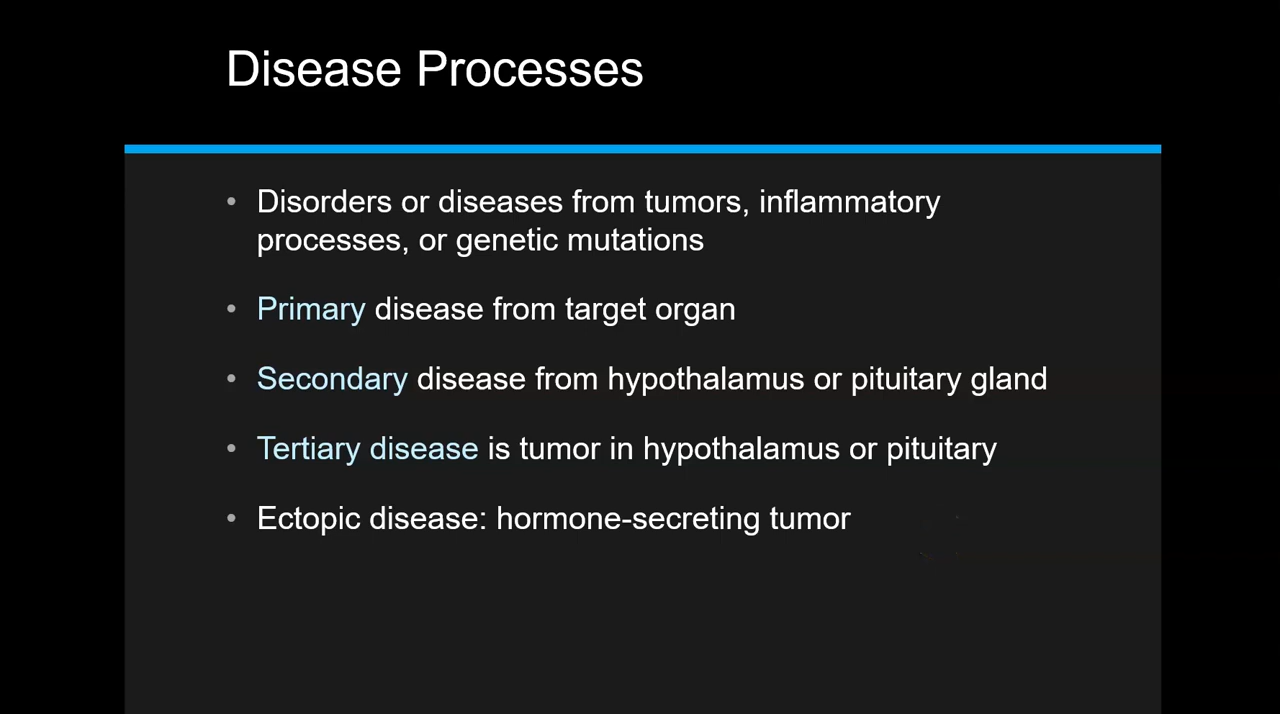 Disease Processes
• Disorders or diseases from tumors, inflammatory
processes, or genetic mutations
• Primary disease from target organ
• Secondary disease from hypothalamus or pituitary gland
• Tertiary disease is tumor in hypothalamus or pituitary
• Ectopic disease: hormone-secreting tumor